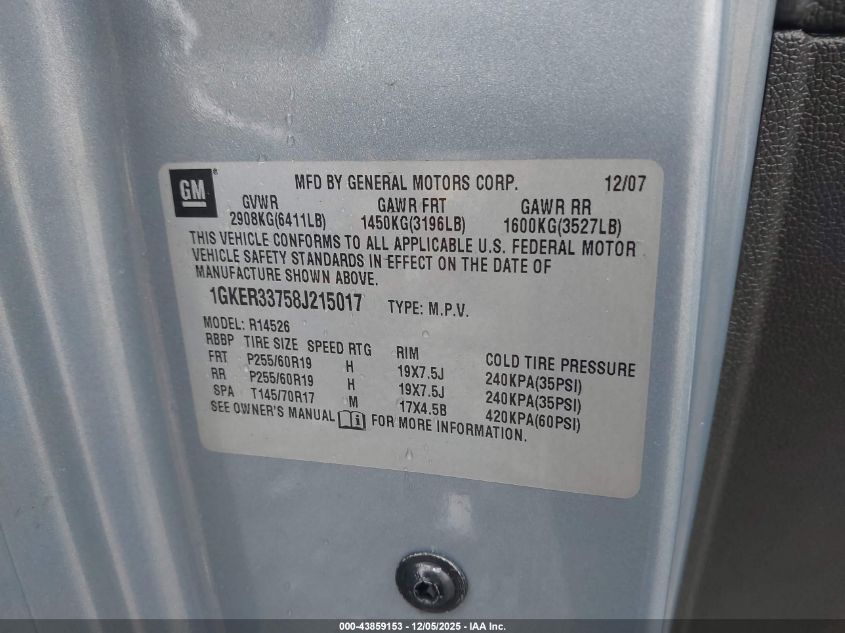 GM MFD BY GENERAL MOTORS CORP. 12/07
GVWR GAWR FRT GAWR RR
2908KG(6411LB) 1450KG(3196LB) 1600KG(3527LB)
THIS VEHICLE CONFORMS TO ALL APPLICABLE U.S. FEDERAL MOTOR
VEHICLE SAFETY STANDARDS IN EFFECT ON THE DATE OF
MANUFACTURE SHOWN ABOVE.
1GKER33758J215017 TYPE: M.P.V.
MODEL: R14526
RBBP TIRE SIZE SPEED RTG RIM COLD TIRE PRESSURE
FRT P255/60R19 H 19X7.5J 240KPA(35PSI)
RR P255/60R19 H 19X7.5J 240KPA(35PSI)
SPA T145/70R17 M 17X4.5B 420KPA(60PSI)
SEE OWNER'S MANUAL FOR MORE INFORMATION.
000-43859153 - 12/05/2025 - IAA Inc.